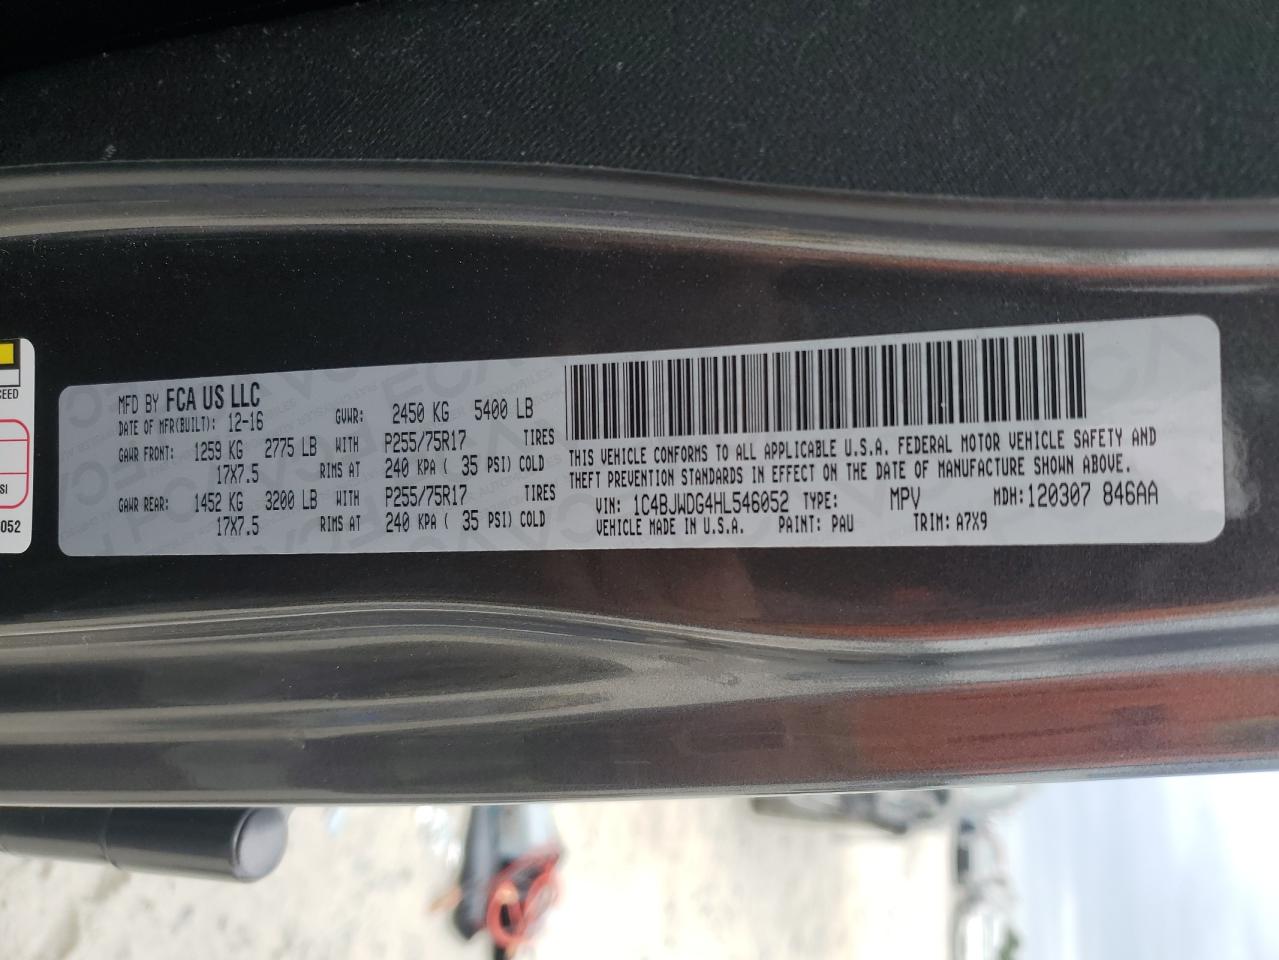 CEED
SI
052
MFD BY FCA US LLC
DATE OF MFR(BUILT): 12-16 GVWR: 2450 KG 5400 LB
GAWR FRONT: 1259 KG 2775 LB WITH P255/75R17 TIRES
17X7.5 RIMS AT 240 KPA ( 35 PSI) COLD
GAWR REAR: 1452 KG 3200 LB WITH P255/75R17 TIRES
17X7.5 RIMS AT 240 KPA ( 35 PSI) COLD
THIS VEHICLE CONFORMS TO ALL APPLICABLE U.S.A. FEDERAL MOTOR VEHICLE SAFETY AND
THEFT PREVENTION STANDARDS IN EFFECT ON THE DATE OF MANUFACTURE SHOWN ABOVE.
VIN: 1C4BJWDG4HL546052 TYPE: MPV MDH:120307 846AA
VEHICLE MADE IN U.S.A. PAINT: PAU TRIM: A7X9